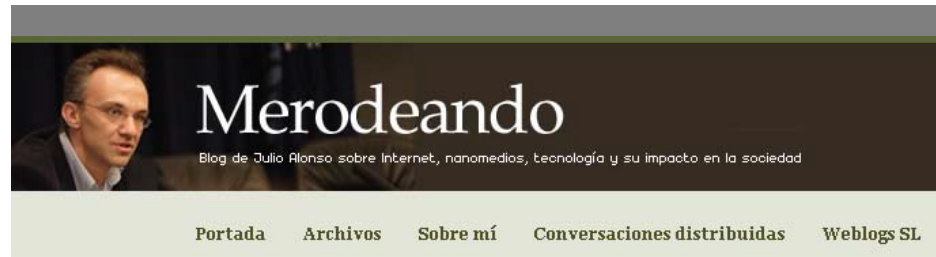 Merodeando
Blog de Julio Alonso sobre Internet, nanomedios, tecnología y su impacto en la sociedad
Portada Archivos Sobre mí Conversaciones distribuidas Weblogs SL